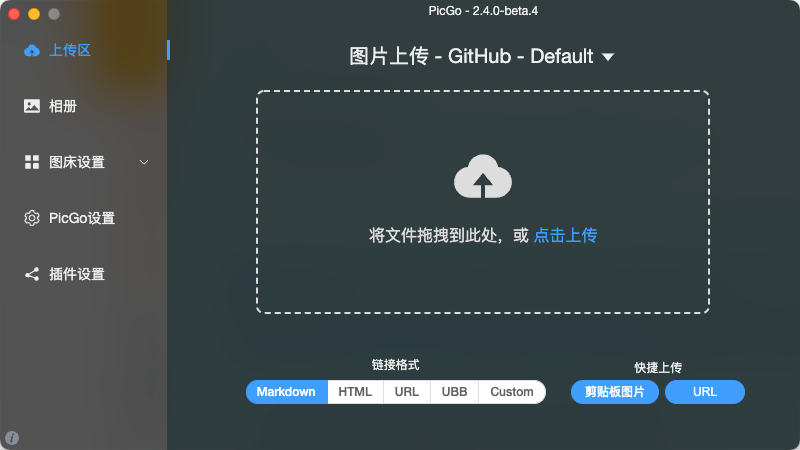 PicGo - 2.4.0-beta.4
上传区
相册
图床设置
PicGo设置
插件设置
图片上传 - GitHub - Default
将文件拖拽到此处，或 点击上传
链接格式
Markdown HTML URL UBB Custom
快捷上传
剪贴板图片 URL